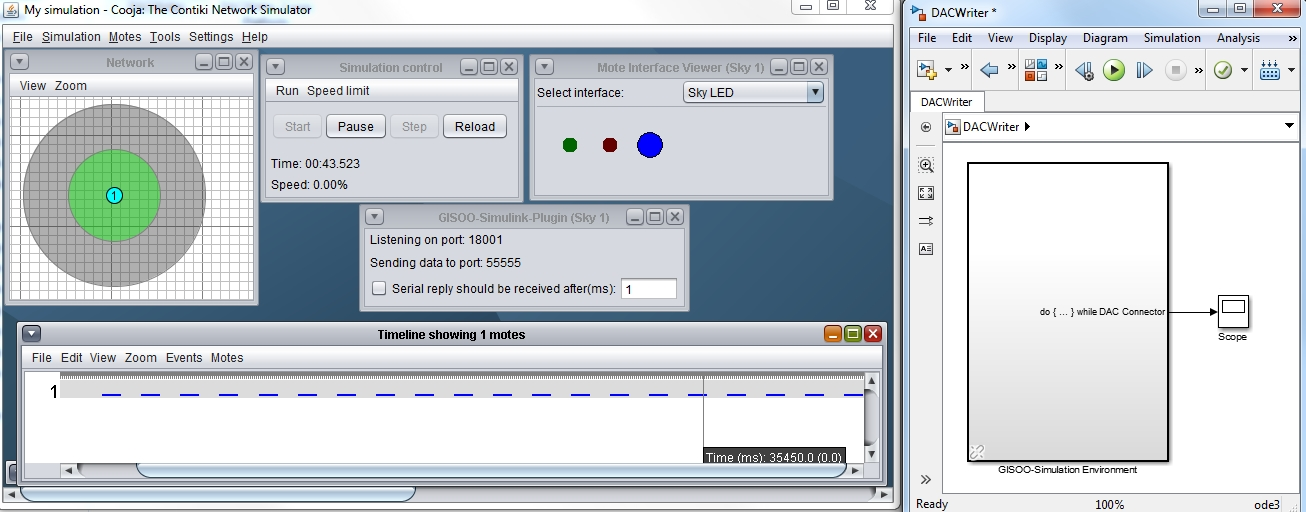 My simulation - Cooja: The Contiki Network Simulator
File Simulation Motes Tools Settings Help
Network
View Zoom
1
Simulation control
Run Speed limit
Start Pause Step Reload
Time: 00:43.523
Speed: 0.00%
Mote Interface Viewer (Sky 1)
Select interface: Sky LED
GISOO-Simulink-Plugin (Sky 1)
Listening on port: 18001
Sending data to port: 55555
Serial reply should be received after(ms): 1
Timeline showing 1 motes
File Edit View Zoom Events Motes
1
Time (ms): 35450.0 (0.0)
DACWriter *
File Edit View Display Diagram Simulation Analysis »
» » » »
DACWriter
DACWriter
do { ... } while DAC Connector
Scope
GISOO-Simulation Environment
»
Ready 100% ode3